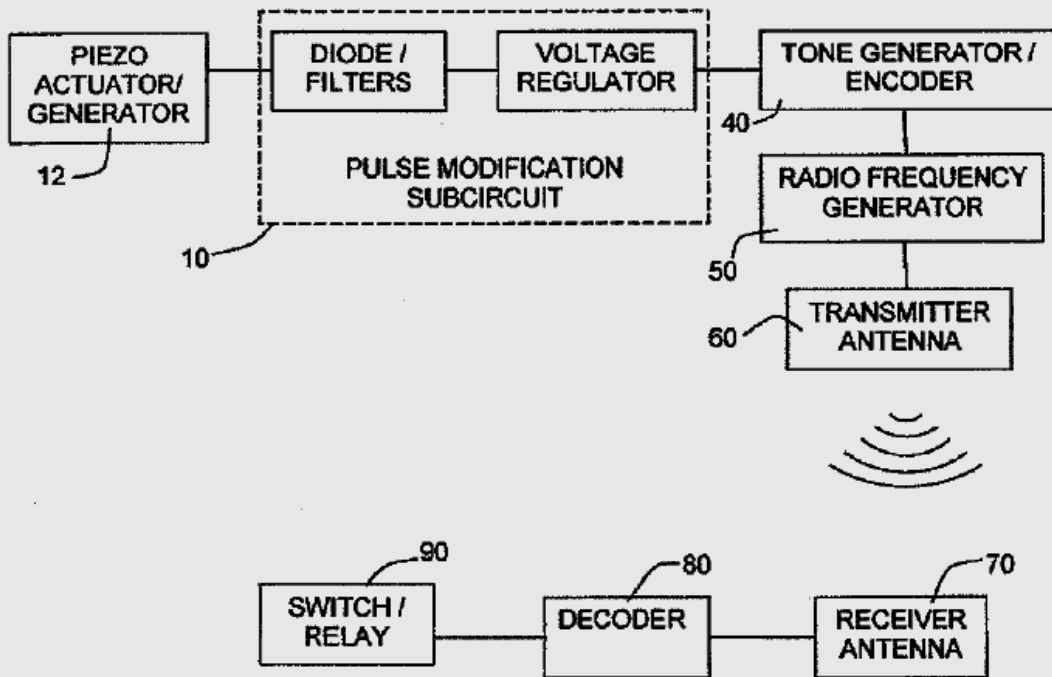 PIEZO
ACTUATOR/
GENERATOR
12
DIODE /
FILTERS
VOLTAGE
REGULATOR
PULSE MODIFICATION
SUBCIRCUIT
10
TONE GENERATOR /
ENCODER
40
RADIO FREQUENCY
GENERATOR
50
TRANSMITTER
ANTENNA
60
90
SWITCH /
RELAY
80
DECODER
70
RECEIVER
ANTENNA